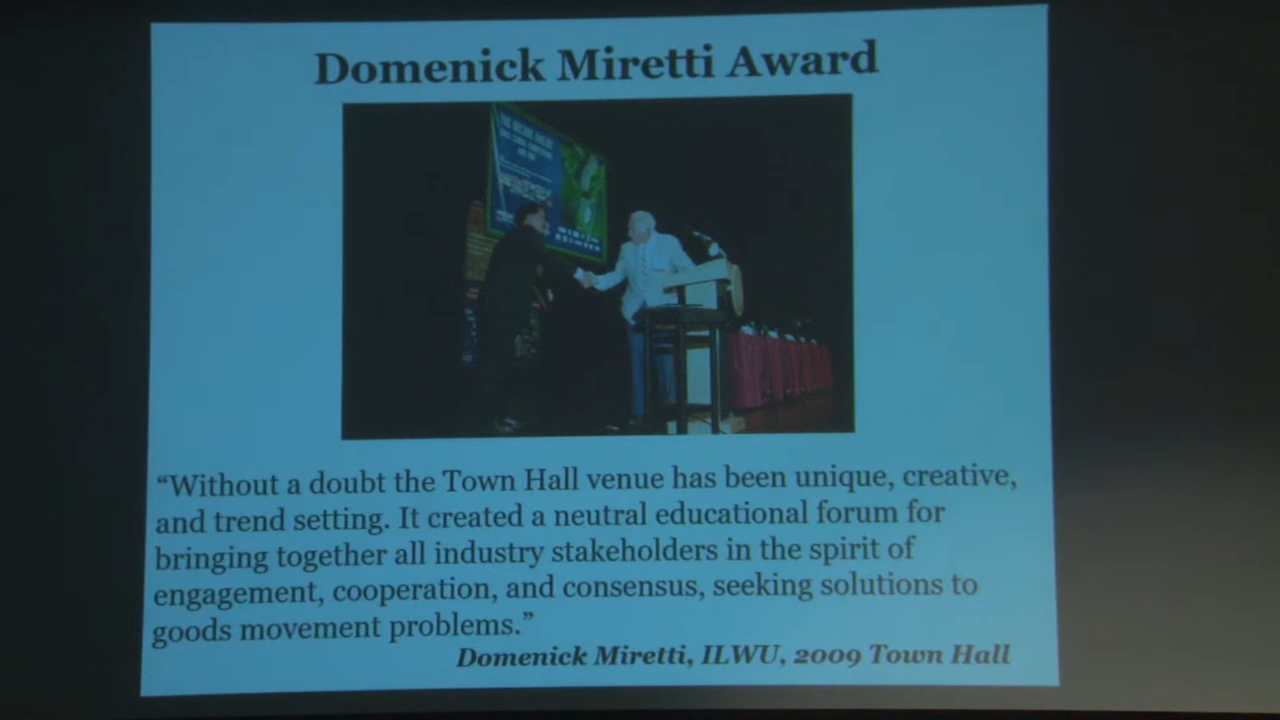 Domenick Miretti Award
“Without a doubt the Town Hall venue has been unique, creative,
and trend setting. It created a neutral educational forum for
bringing together all industry stakeholders in the spirit of
engagement, cooperation, and consensus, seeking solutions to
goods movement problems.”
Domenick Miretti, ILWU, 2009 Town Hall